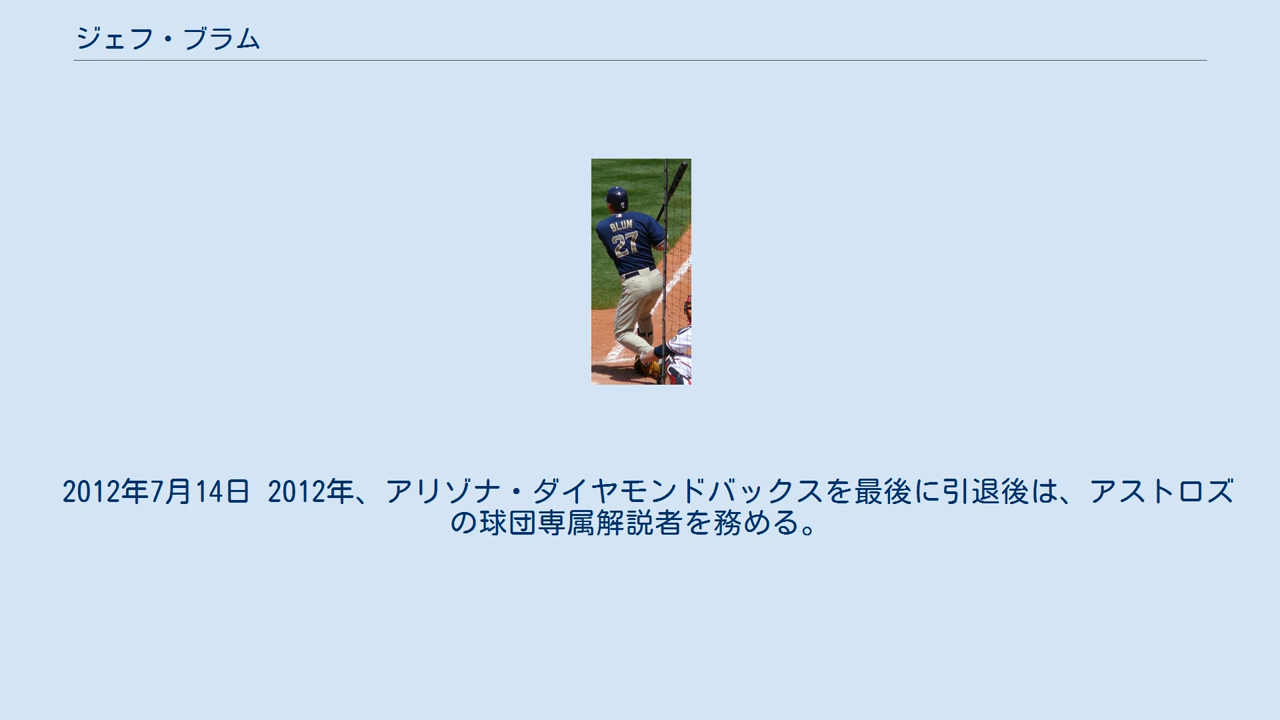 ジェフ・ブラム
BLUM
27
2012年7月14日 2012年、アリゾナ・ダイヤモンドバックスを最後に引退後は、アストロズ
の球団専属解説者を務める。